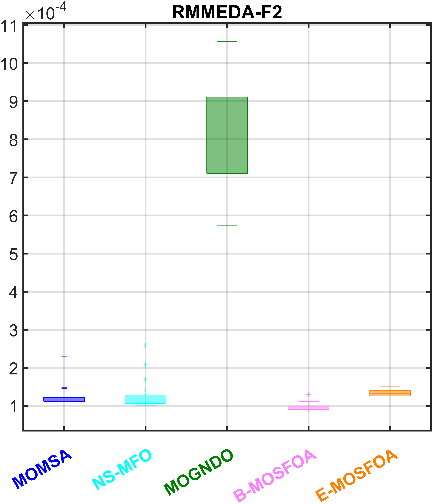 ×10⁻⁴
RMMEDA-F2
11
10
9
8
7
6
5
4
3
2
1
MOMSA
NS-MFO
MOGNDO
B-MOSFOA
E-MOSFOA